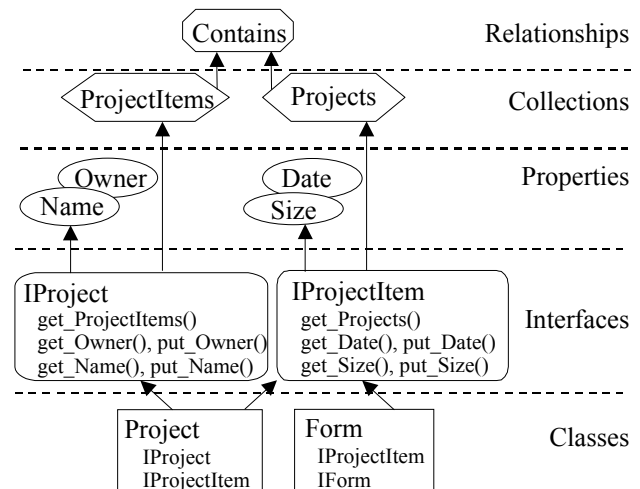 Contains
Relationships
ProjectItems
Projects
Collections
Owner
Name
Date
Size
Properties
IProject
get_ProjectItems()
get_Owner(), put_Owner()
get_Name(), put_Name()
IProjectItem
get_Projects()
get_Date(), put_Date()
get_Size(), put_Size()
Interfaces
Project
IProject
IProjectItem
Form
IProjectItem
IForm
Classes